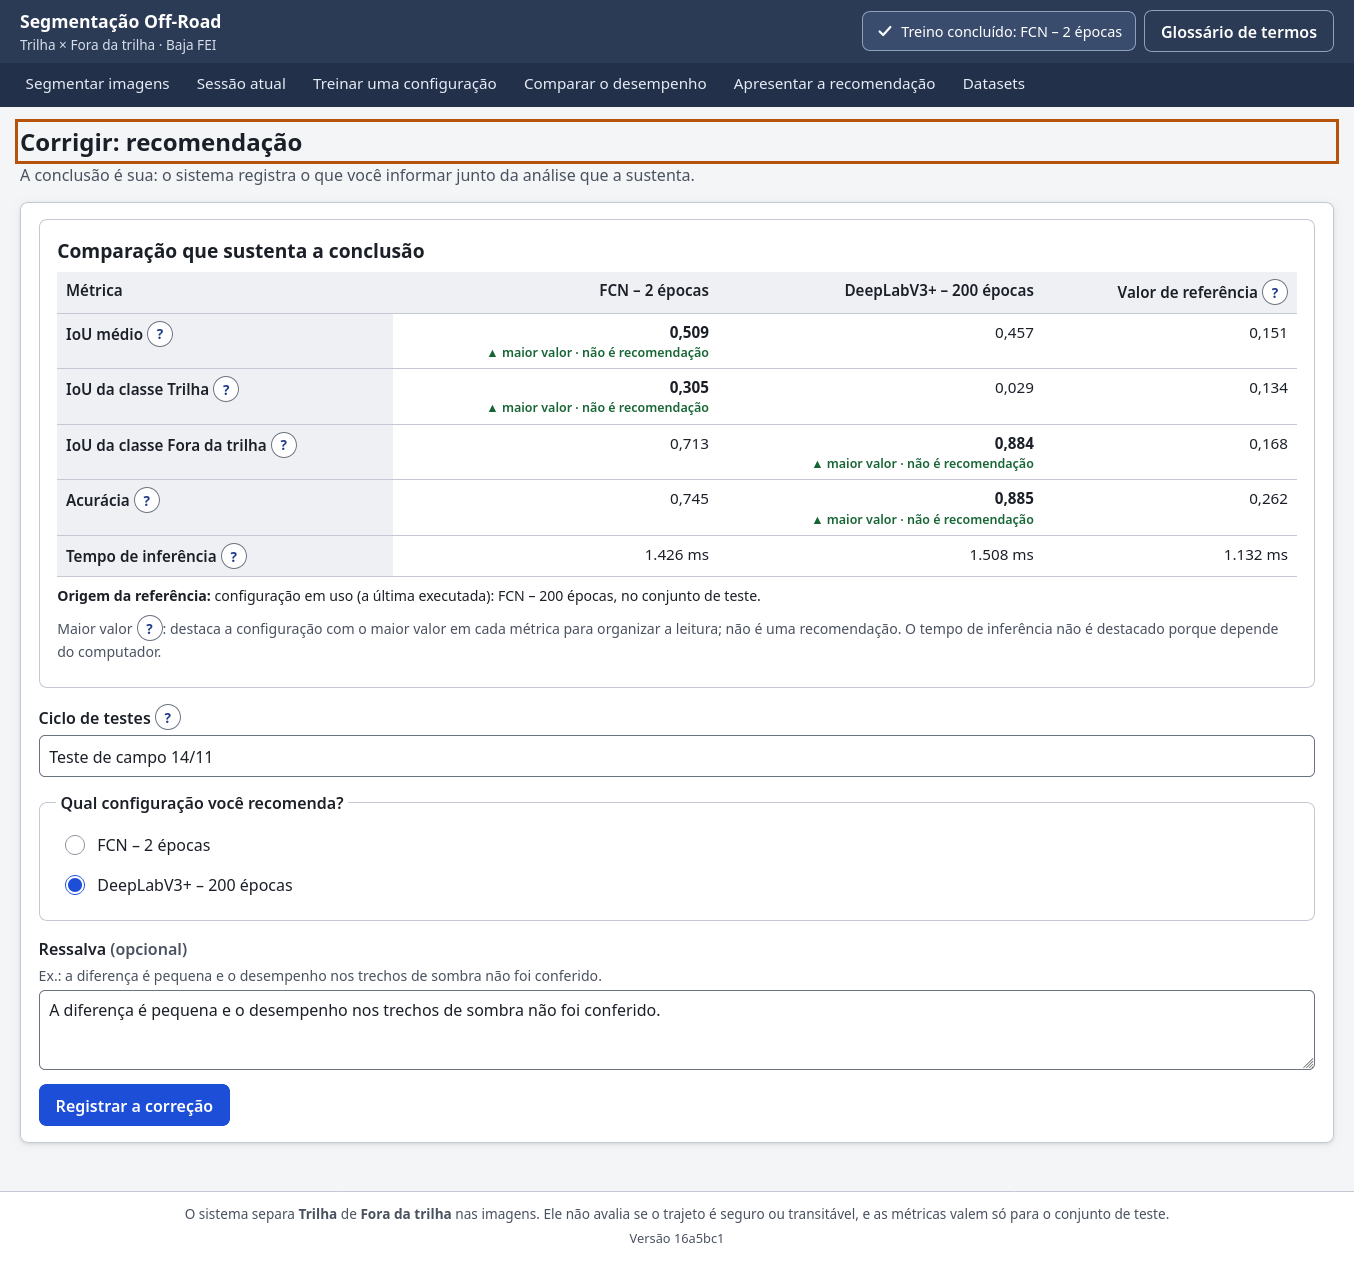 Segmentação Off-Road
Trilha × Fora da trilha · Baja FEI
✓ Treino concluído: FCN – 2 épocas
Glossário de termos
Segmentar imagens Sessão atual Treinar uma configuração Comparar o desempenho Apresentar a recomendação Datasets
Corrigir: recomendação
A conclusão é sua: o sistema registra o que você informar junto da análise que a sustenta.
Comparação que sustenta a conclusão
Métrica FCN – 2 épocas DeepLabV3+ – 200 épocas Valor de referência ?
IoU médio ? 0,509 0,457 0,151
▲ maior valor · não é recomendação
IoU da classe Trilha ? 0,305 0,029 0,134
▲ maior valor · não é recomendação
IoU da classe Fora da trilha ? 0,713 0,884 0,168
▲ maior valor · não é recomendação
Acurácia ? 0,745 0,885 0,262
▲ maior valor · não é recomendação
Tempo de inferência ? 1.426 ms 1.508 ms 1.132 ms
Origem da referência: configuração em uso (a última executada): FCN – 200 épocas, no conjunto de teste.
Maior valor ? : destaca a configuração com o maior valor em cada métrica para organizar a leitura; não é uma recomendação. O tempo de inferência não é destacado porque depende
do computador.
Ciclo de testes ?
Teste de campo 14/11
Qual configuração você recomenda?
FCN – 2 épocas
DeepLabV3+ – 200 épocas
Ressalva (opcional)
Ex.: a diferença é pequena e o desempenho nos trechos de sombra não foi conferido.
A diferença é pequena e o desempenho nos trechos de sombra não foi conferido.
Registrar a correção
O sistema separa Trilha de Fora da trilha nas imagens. Ele não avalia se o trajeto é seguro ou transitável, e as métricas valem só para o conjunto de teste.
Versão 16a5bc1